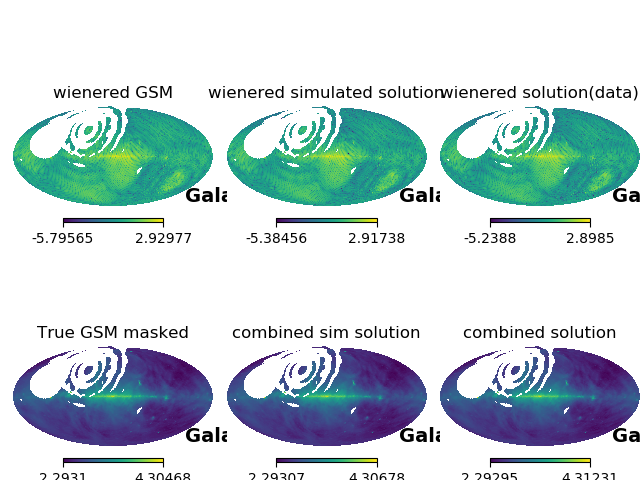 wienered GSM wienered simulated solution wienered solution(data)
Gala Gala Ga
-5.79565 2.92977 -5.38456 2.91738 -5.2388 2.8985
True GSM masked combined sim solution combined solution
Gala Gala Ga
2.2931 4.30468 2.29307 4.30678 2.29295 4.31231